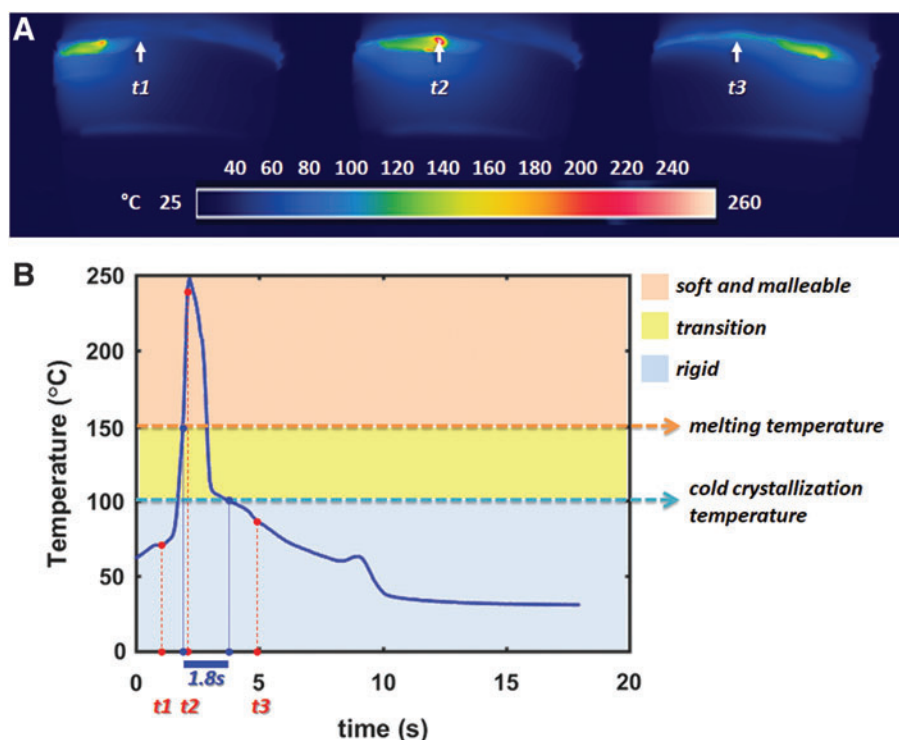 A
t1 t2 t3
40 60 80 100 120 140 160 180 200 220 240
°C 25 260
B
250
200
150
100
50
0
Temperature (°C)
soft and malleable
transition
rigid
melting temperature
cold crystallization
temperature
0 5 10 15 20
1.8s
t1 t2 t3
time (s)